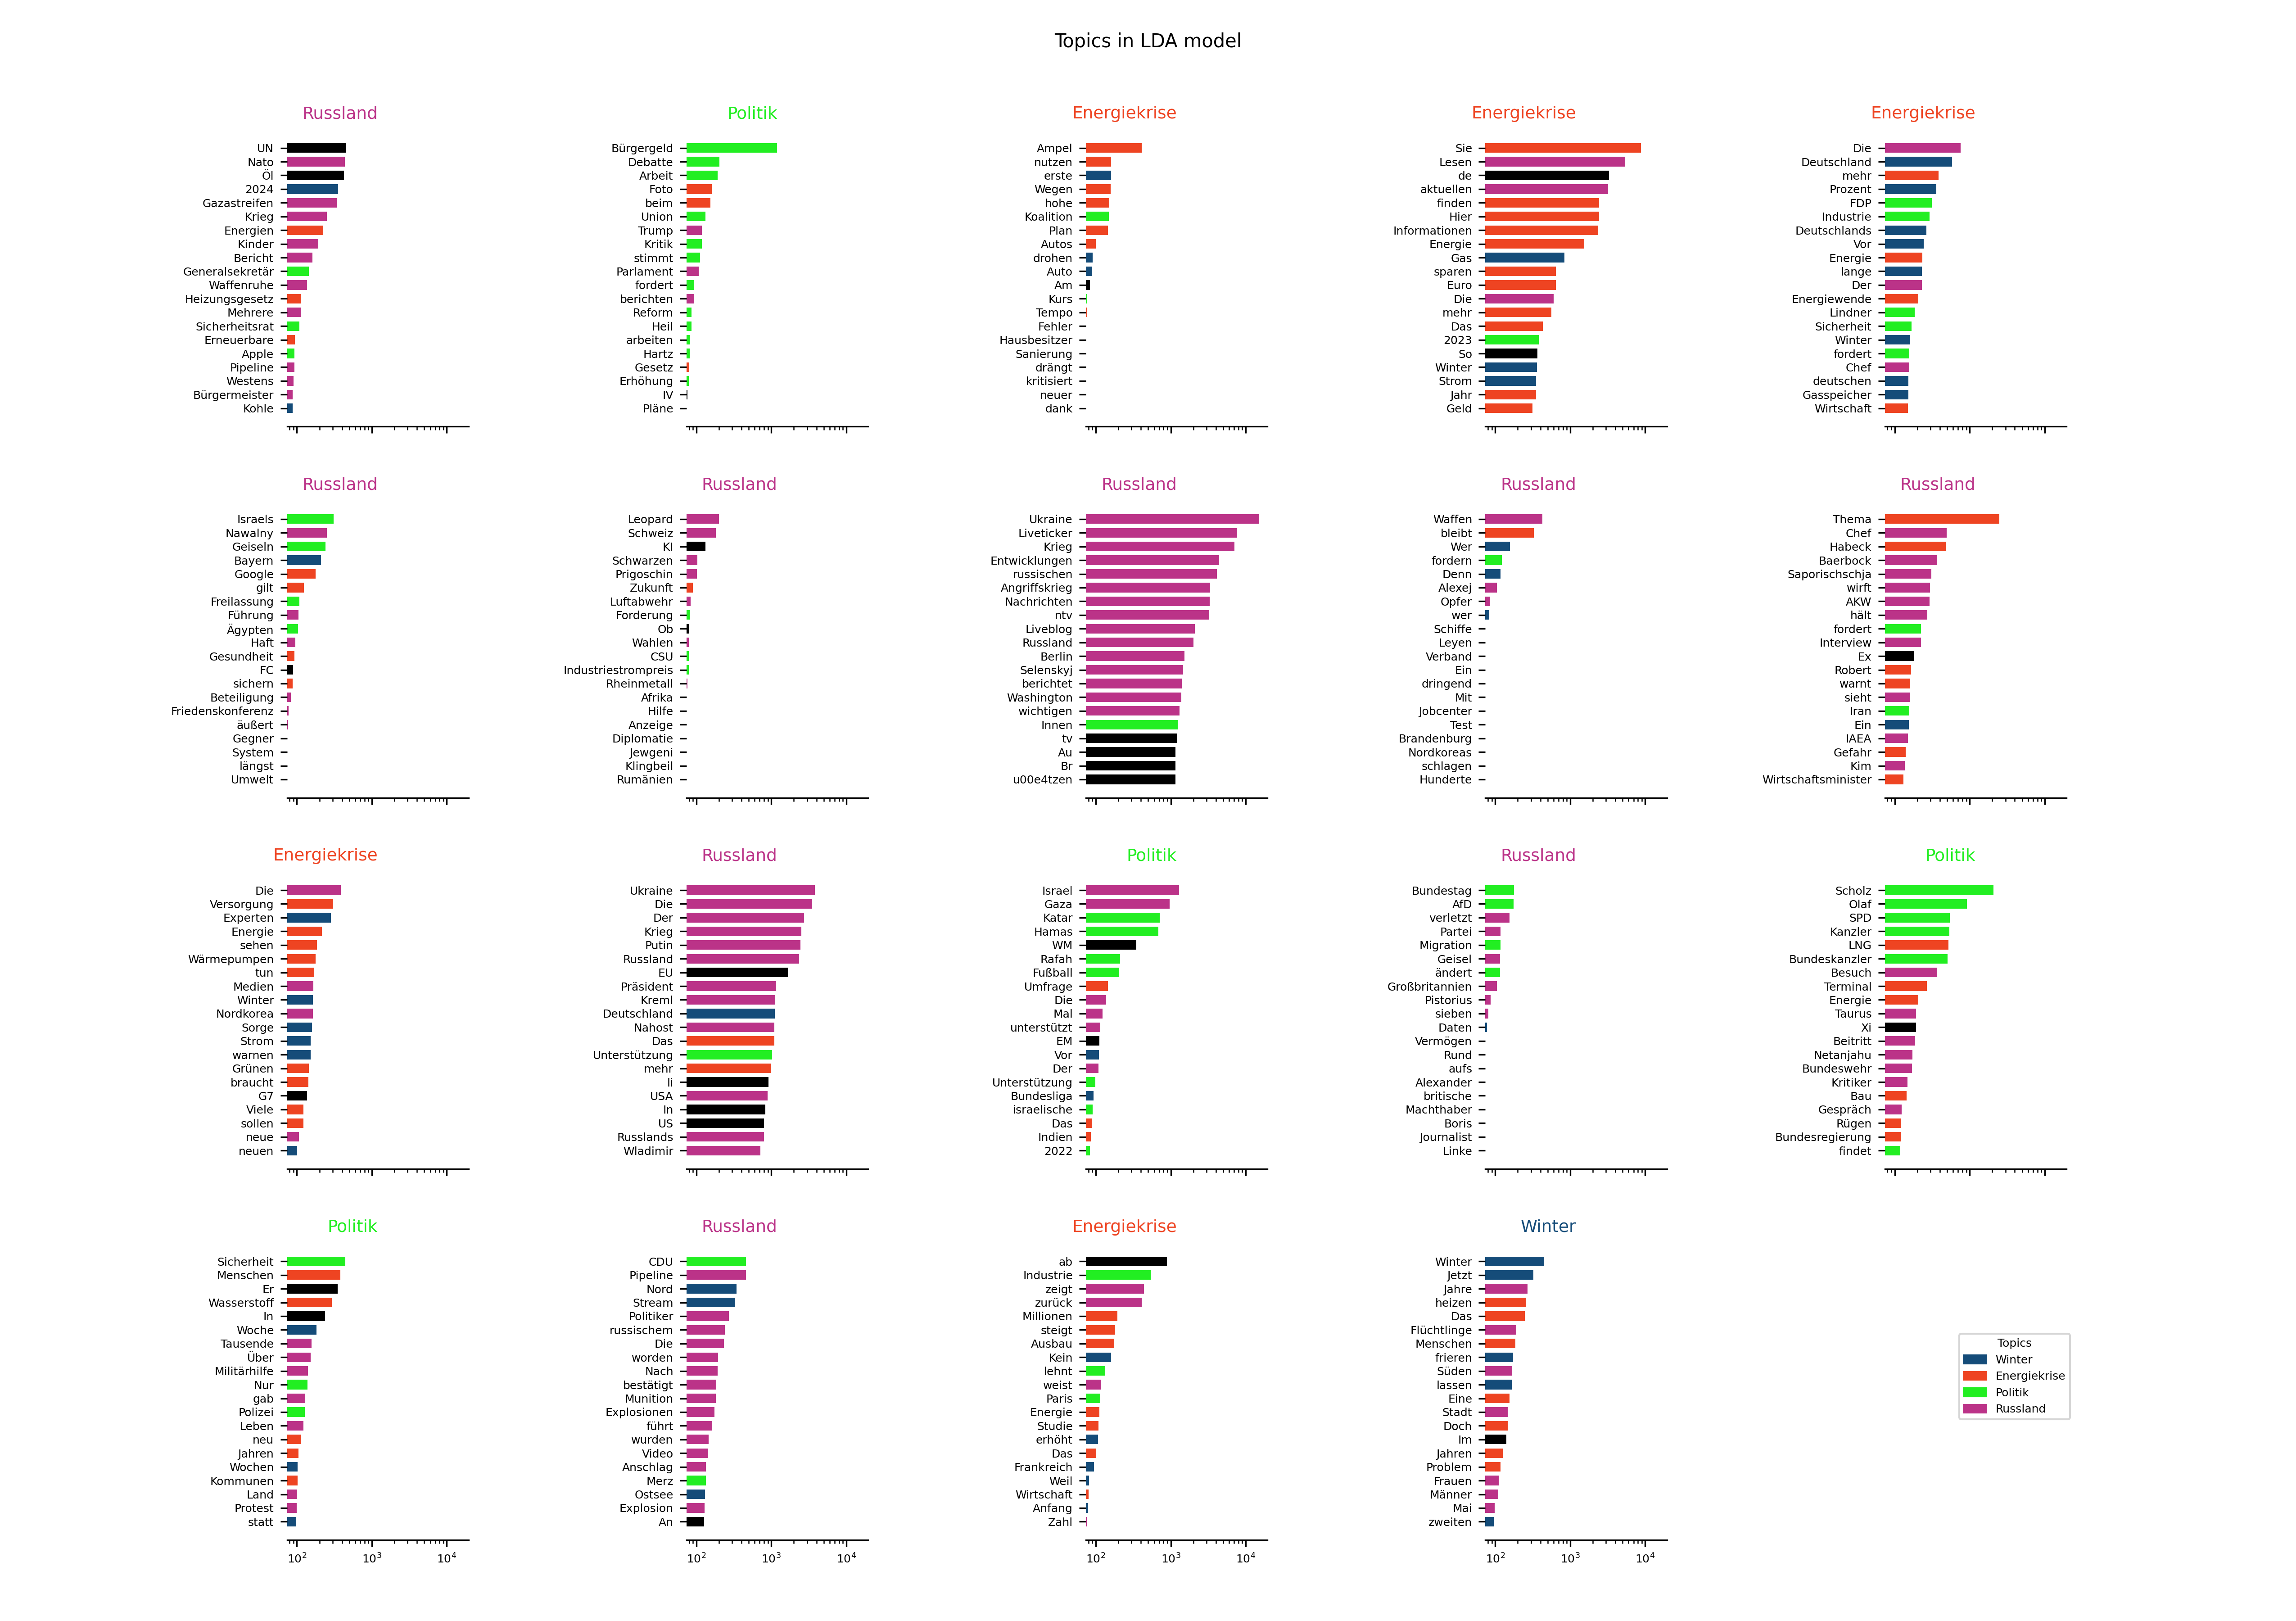 Topics in LDA model
Russland
UN
Nato
Öl
2024
Gazastreifen
Krieg
Energien
Kinder
Bericht
Generalsekretär
Waffenruhe
Heizungsgesetz
Mehrere
Sicherheitsrat
Erneuerbare
Apple
Pipeline
Westens
Bürgermeister
Kohle
Politik
Bürgergeld
Debatte
Arbeit
Foto
beim
Union
Trump
Kritik
stimmt
Parlament
fordert
berichten
Reform
Heil
arbeiten
Hartz
Gesetz
Erhöhung
IV
Pläne
Energiekrise
Ampel
nutzen
erste
Wegen
hohe
Koalition
Plan
Autos
drohen
Auto
Am
Kurs
Tempo
Fehler
Hausbesitzer
Sanierung
drängt
kritisiert
neuer
dank
Energiekrise
Sie
Lesen
de
aktuellen
finden
Hier
Informationen
Energie
Gas
sparen
Euro
Die
mehr
Das
2023
So
Winter
Strom
Jahr
Geld
Energiekrise
Die
Deutschland
mehr
Prozent
FDP
Industrie
Deutschlands
Vor
Energie
lange
Der
Energiewende
Lindner
Sicherheit
Winter
fordert
Chef
deutschen
Gasspeicher
Wirtschaft
Russland
Israels
Nawalny
Geiseln
Bayern
Google
gilt
Freilassung
Führung
Ägypten
Haft
Gesundheit
FC
sichern
Beteiligung
Friedenskonferenz
äußert
Gegner
System
längst
Umwelt
Russland
Leopard
Schweiz
KI
Schwarzen
Prigoschin
Zukunft
Luftabwehr
Forderung
Ob
Wahlen
CSU
Industriestrompreis
Rheinmetall
Afrika
Hilfe
Anzeige
Diplomatie
Jewgeni
Klingbeil
Rumänien
Russland
Ukraine
Liveticker
Krieg
Entwicklungen
russischen
Angriffskrieg
Nachrichten
ntv
Liveblog
Russland
Berlin
Selenskyj
berichtet
Washington
wichtigen
Innen
tv
Au
Br
u00e4tzen
Russland
Waffen
bleibt
Wer
fordern
Denn
Alexej
Opfer
wer
Schiffe
Leyen
Verband
Ein
dringend
Mit
Jobcenter
Test
Brandenburg
Nordkoreas
schlagen
Hunderte
Russland
Thema
Chef
Habeck
Baerbock
Saporischschja
wirft
AKW
hält
fordert
Interview
Ex
Robert
warnt
sieht
Iran
Ein
IAEA
Gefahr
Kim
Wirtschaftsminister
Energiekrise
Die
Versorgung
Experten
Energie
sehen
Wärmepumpen
tun
Medien
Winter
Nordkorea
Sorge
Strom
warnen
Grünen
braucht
G7
Viele
sollen
neue
neuen
Russland
Ukraine
Die
Der
Krieg
Putin
Russland
EU
Präsident
Kreml
Deutschland
Nahost
Das
Unterstützung
mehr
li
USA
In
US
Russlands
Wladimir
Politik
Israel
Gaza
Katar
Hamas
WM
Rafah
Fußball
Umfrage
Die
Mal
unterstützt
EM
Vor
Der
Unterstützung
Bundesliga
israelische
Das
Indien
2022
Russland
Bundestag
AfD
verletzt
Partei
Migration
Geisel
ändert
Großbritannien
Pistorius
sieben
Daten
Vermögen
Rund
aufs
Alexander
britische
Machthaber
Boris
Journalist
Linke
Politik
Scholz
Olaf
SPD
Kanzler
LNG
Bundeskanzler
Besuch
Terminal
Energie
Taurus
Xi
Beitritt
Netanjahu
Bundeswehr
Kritiker
Bau
Gespräch
Rügen
Bundesregierung
findet
Politik
Sicherheit
Menschen
Er
Wasserstoff
In
Woche
Tausende
Über
Militärhilfe
Nur
gab
Polizei
Leben
neu
Jahren
Wochen
Kommunen
Land
Protest
statt
10² 10³ 10⁴
Russland
CDU
Pipeline
Nord
Stream
Politiker
russischem
Die
worden
Nach
bestätigt
Munition
Explosionen
führt
wurden
Video
Anschlag
Merz
Ostsee
Explosion
An
10² 10³ 10⁴
Energiekrise
ab
Industrie
zeigt
zurück
Millionen
steigt
Ausbau
Kein
lehnt
weist
Paris
Energie
Studie
erhöht
Das
Frankreich
Weil
Wirtschaft
Anfang
Zahl
10² 10³ 10⁴
Winter
Winter
Jetzt
Jahre
heizen
Das
Flüchtlinge
Menschen
frieren
Süden
lassen
Eine
Stadt
Doch
Im
Jahren
Problem
Frauen
Männer
Mai
zweiten
10² 10³ 10⁴
Topics
Winter
Energiekrise
Politik
Russland